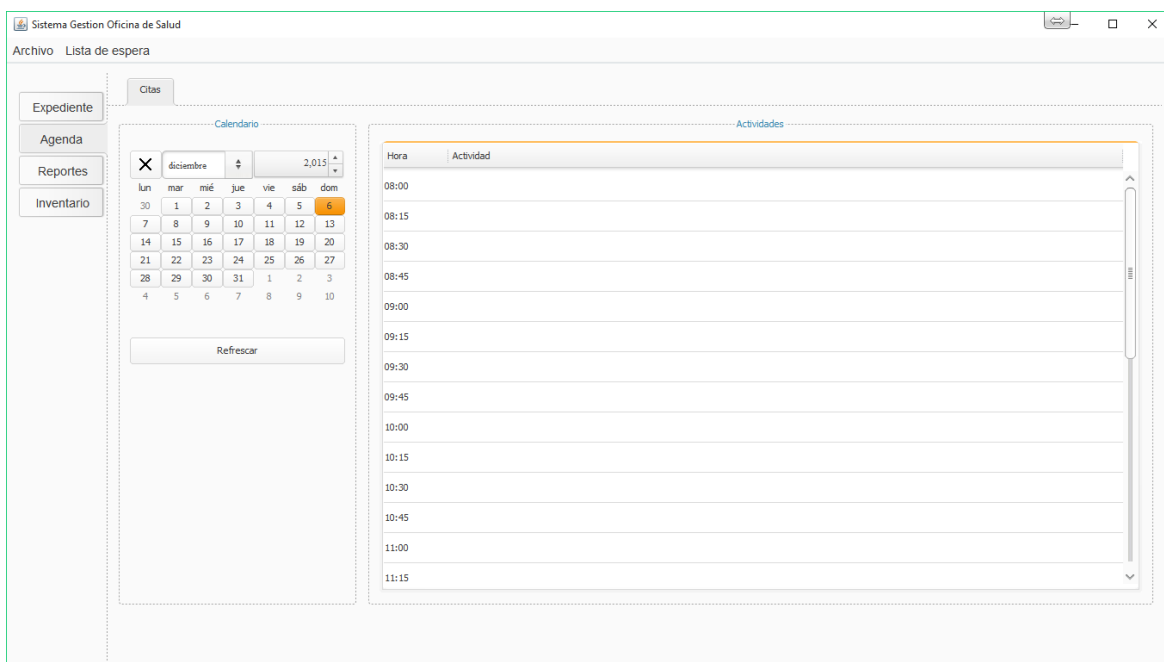 Sistema Gestion Oficina de Salud
Archivo Lista de espera
Expediente
Agenda
Reportes
Inventario
Citas
Calendario
diciembre 2,015
lun mar mié jue vie sáb dom
30 1 2 3 4 5 6
7 8 9 10 11 12 13
14 15 16 17 18 19 20
21 22 23 24 25 26 27
28 29 30 31 1 2 3
4 5 6 7 8 9 10
Refrescar
Actividades
Hora Actividad
08:00
08:15
08:30
08:45
09:00
09:15
09:30
09:45
10:00
10:15
10:30
10:45
11:00
11:15